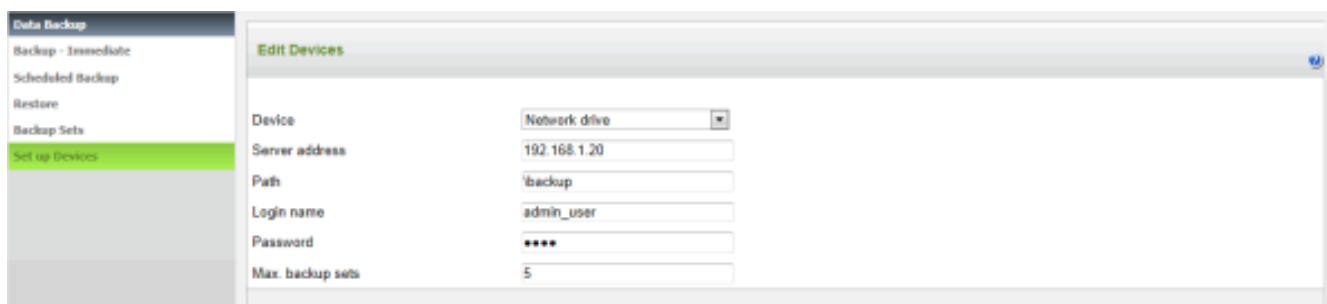 Data Backup
Backup - Immediate
Scheduled Backup
Restore
Backup Sets
Set up Devices
Edit Devices
Device Network drive
Server address 192.168.1.20
Path \backup
Login name admin_user
Password ••••
Max. backup sets 5